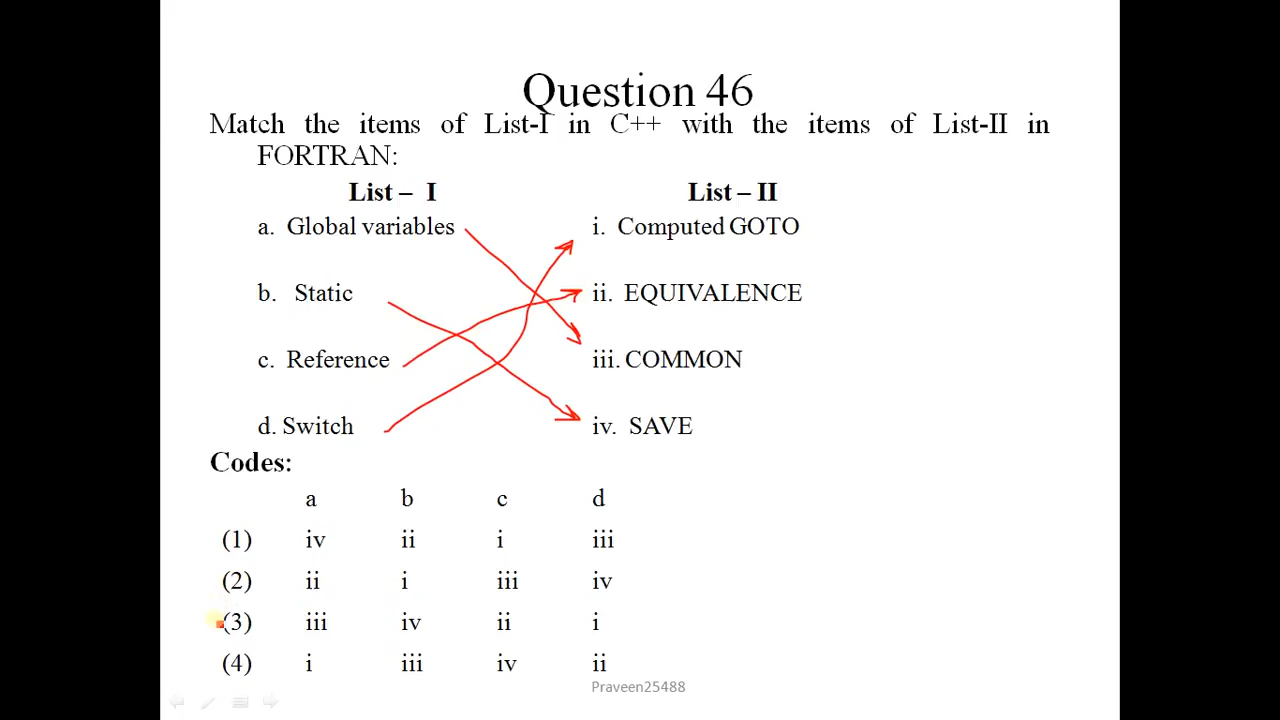 Question 46
Match the items of List-I in C++ with the items of List-II in
FORTRAN:
List – I List – II
a. Global variables i. Computed GOTO
b. Static ii. EQUIVALENCE
c. Reference iii. COMMON
d. Switch iv. SAVE
Codes:
a b c d
(1) iv ii i iii
(2) ii i iii iv
(3) iii iv ii i
(4) i iii iv ii
Praveen25488